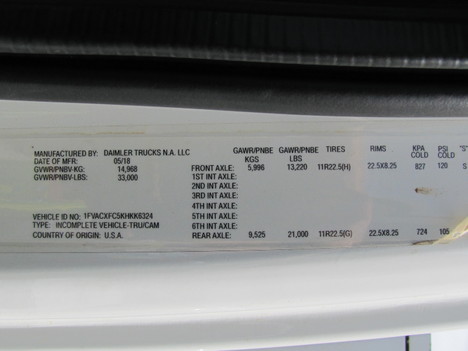 MANUFACTURED BY: DAIMLER TRUCKS N.A. LLC
DATE OF MFR: 05/18
GVWR/PNBV-KG: 14,968
GVWR/PNBV-LBS: 33,000
VEHICLE ID NO: 1FVACXFC5KHKK6324
TYPE: INCOMPLETE VEHICLE-TRU/CAM
COUNTRY OF ORIGIN: U.S.A.
GAWR/PNBE KGS GAWR/PNBE LBS TIRES RIMS KPA COLD PSI COLD
FRONT AXLE: 5,996 13,220 11R22.5(H) 22.5X8.25 827 120
1ST INT AXLE:
2ND INT AXLE:
3RD INT AXLE:
4TH INT AXLE:
5TH INT AXLE:
6TH INT AXLE:
REAR AXLE: 9,525 21,000 11R22.5(G) 22.5X8.25 724 105